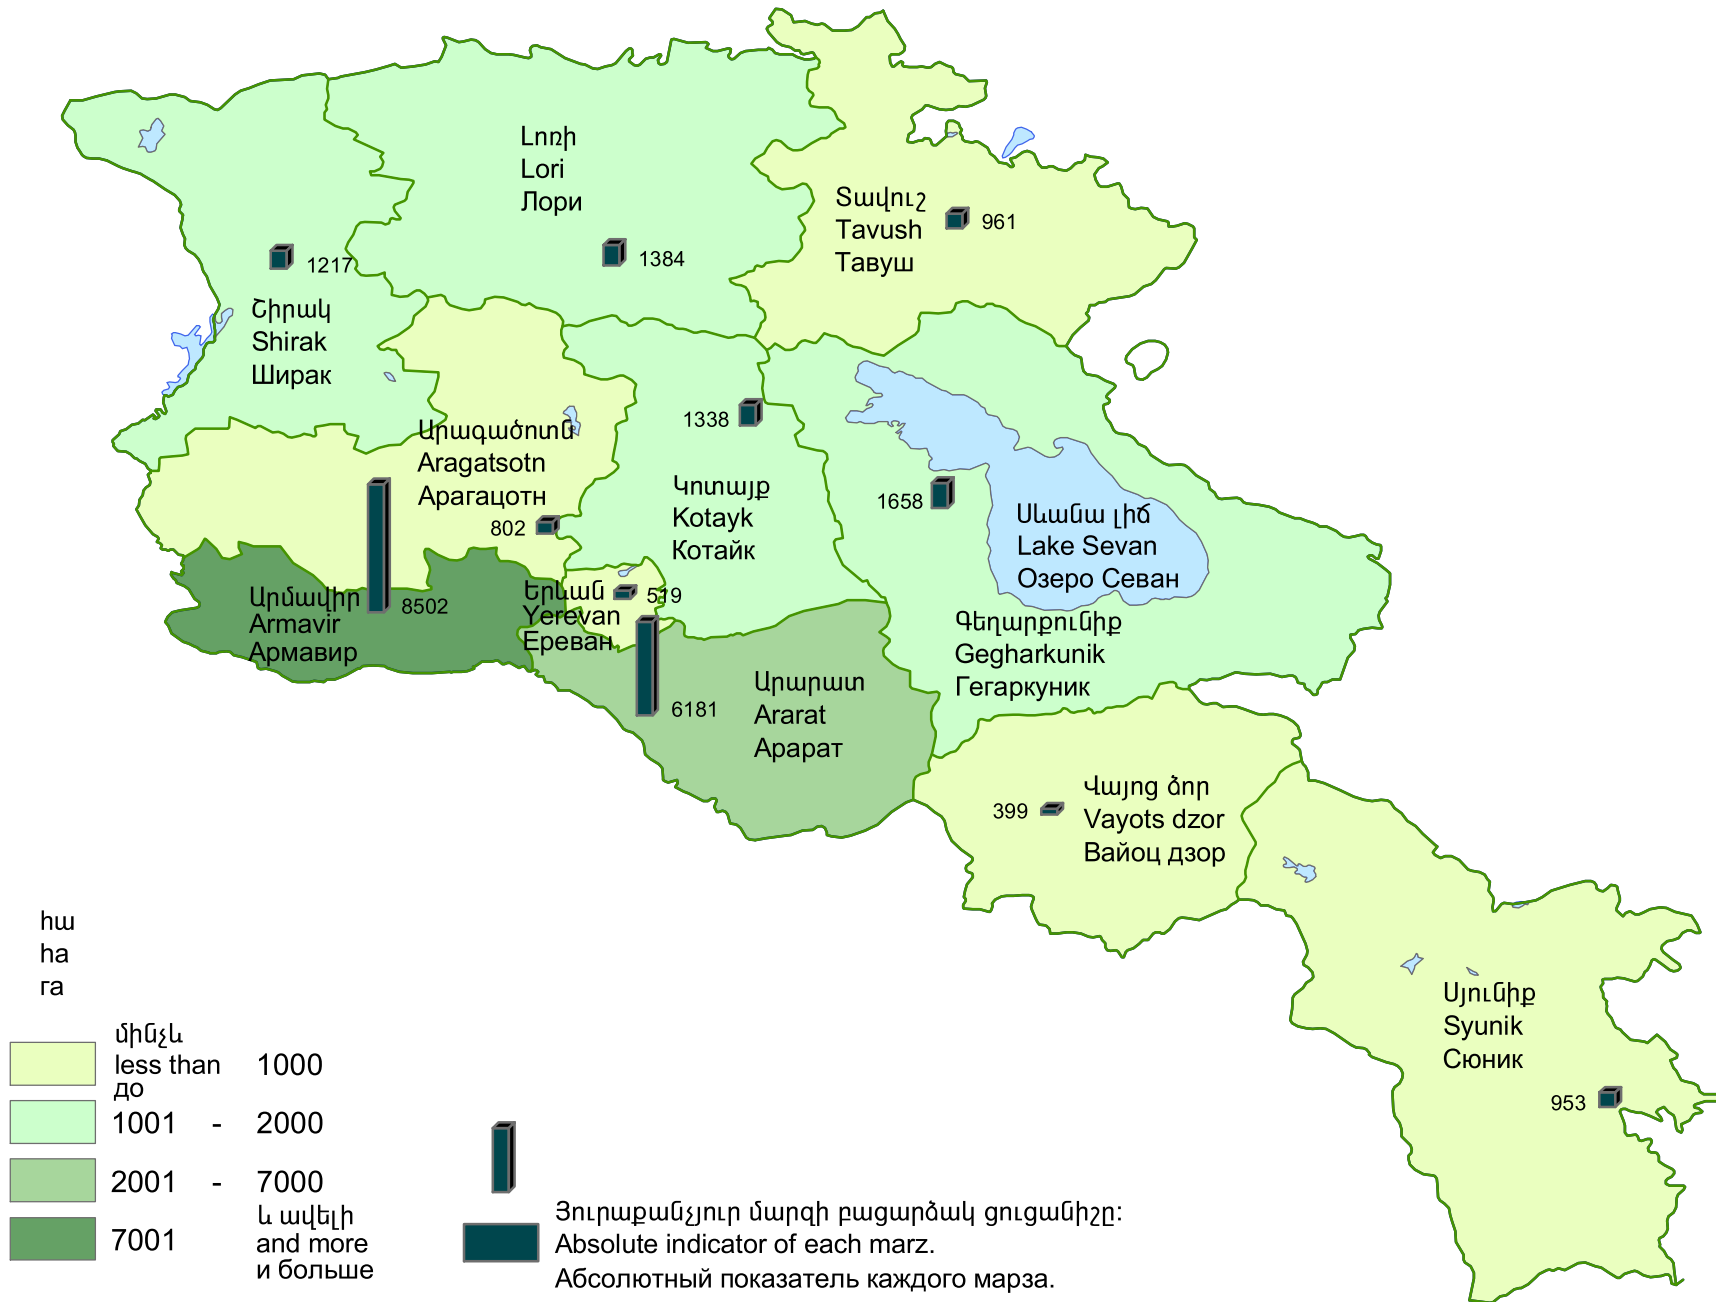 Լոռի
Lori
Лори
Տավուշ
Tavush
Тавуш
961
1217
1384
Շիրակ
Shirak
Ширак
1338
Արագածոտն
Aragatsotn
Арагацотн
802
Կոտայք
Kotayk
Котайк
1658
Սևանա լիճ
Lake Sevan
Озеро Севан
Արմավիր
Armavir
Армавир
8502
Երևան
Yerevan
Ереван
519
Գեղարքունիք
Gegharkunik
Гегаркуник
Արարատ
Ararat
Арарат
6181
Վայոց ձոր
Vayots dzor
Вайоц дзор
399
Սյունիք
Syunik
Сюник
953
հա
ha
га
մինչև
less than 1000
до
1001 - 2000
2001 - 7000
և ավելի
7001 and more
и больше
Յուրաքանչյուր մարզի բացարձակ ցուցանիշը:
Absolute indicator of each marz.
Абсолютный показатель каждого марза.